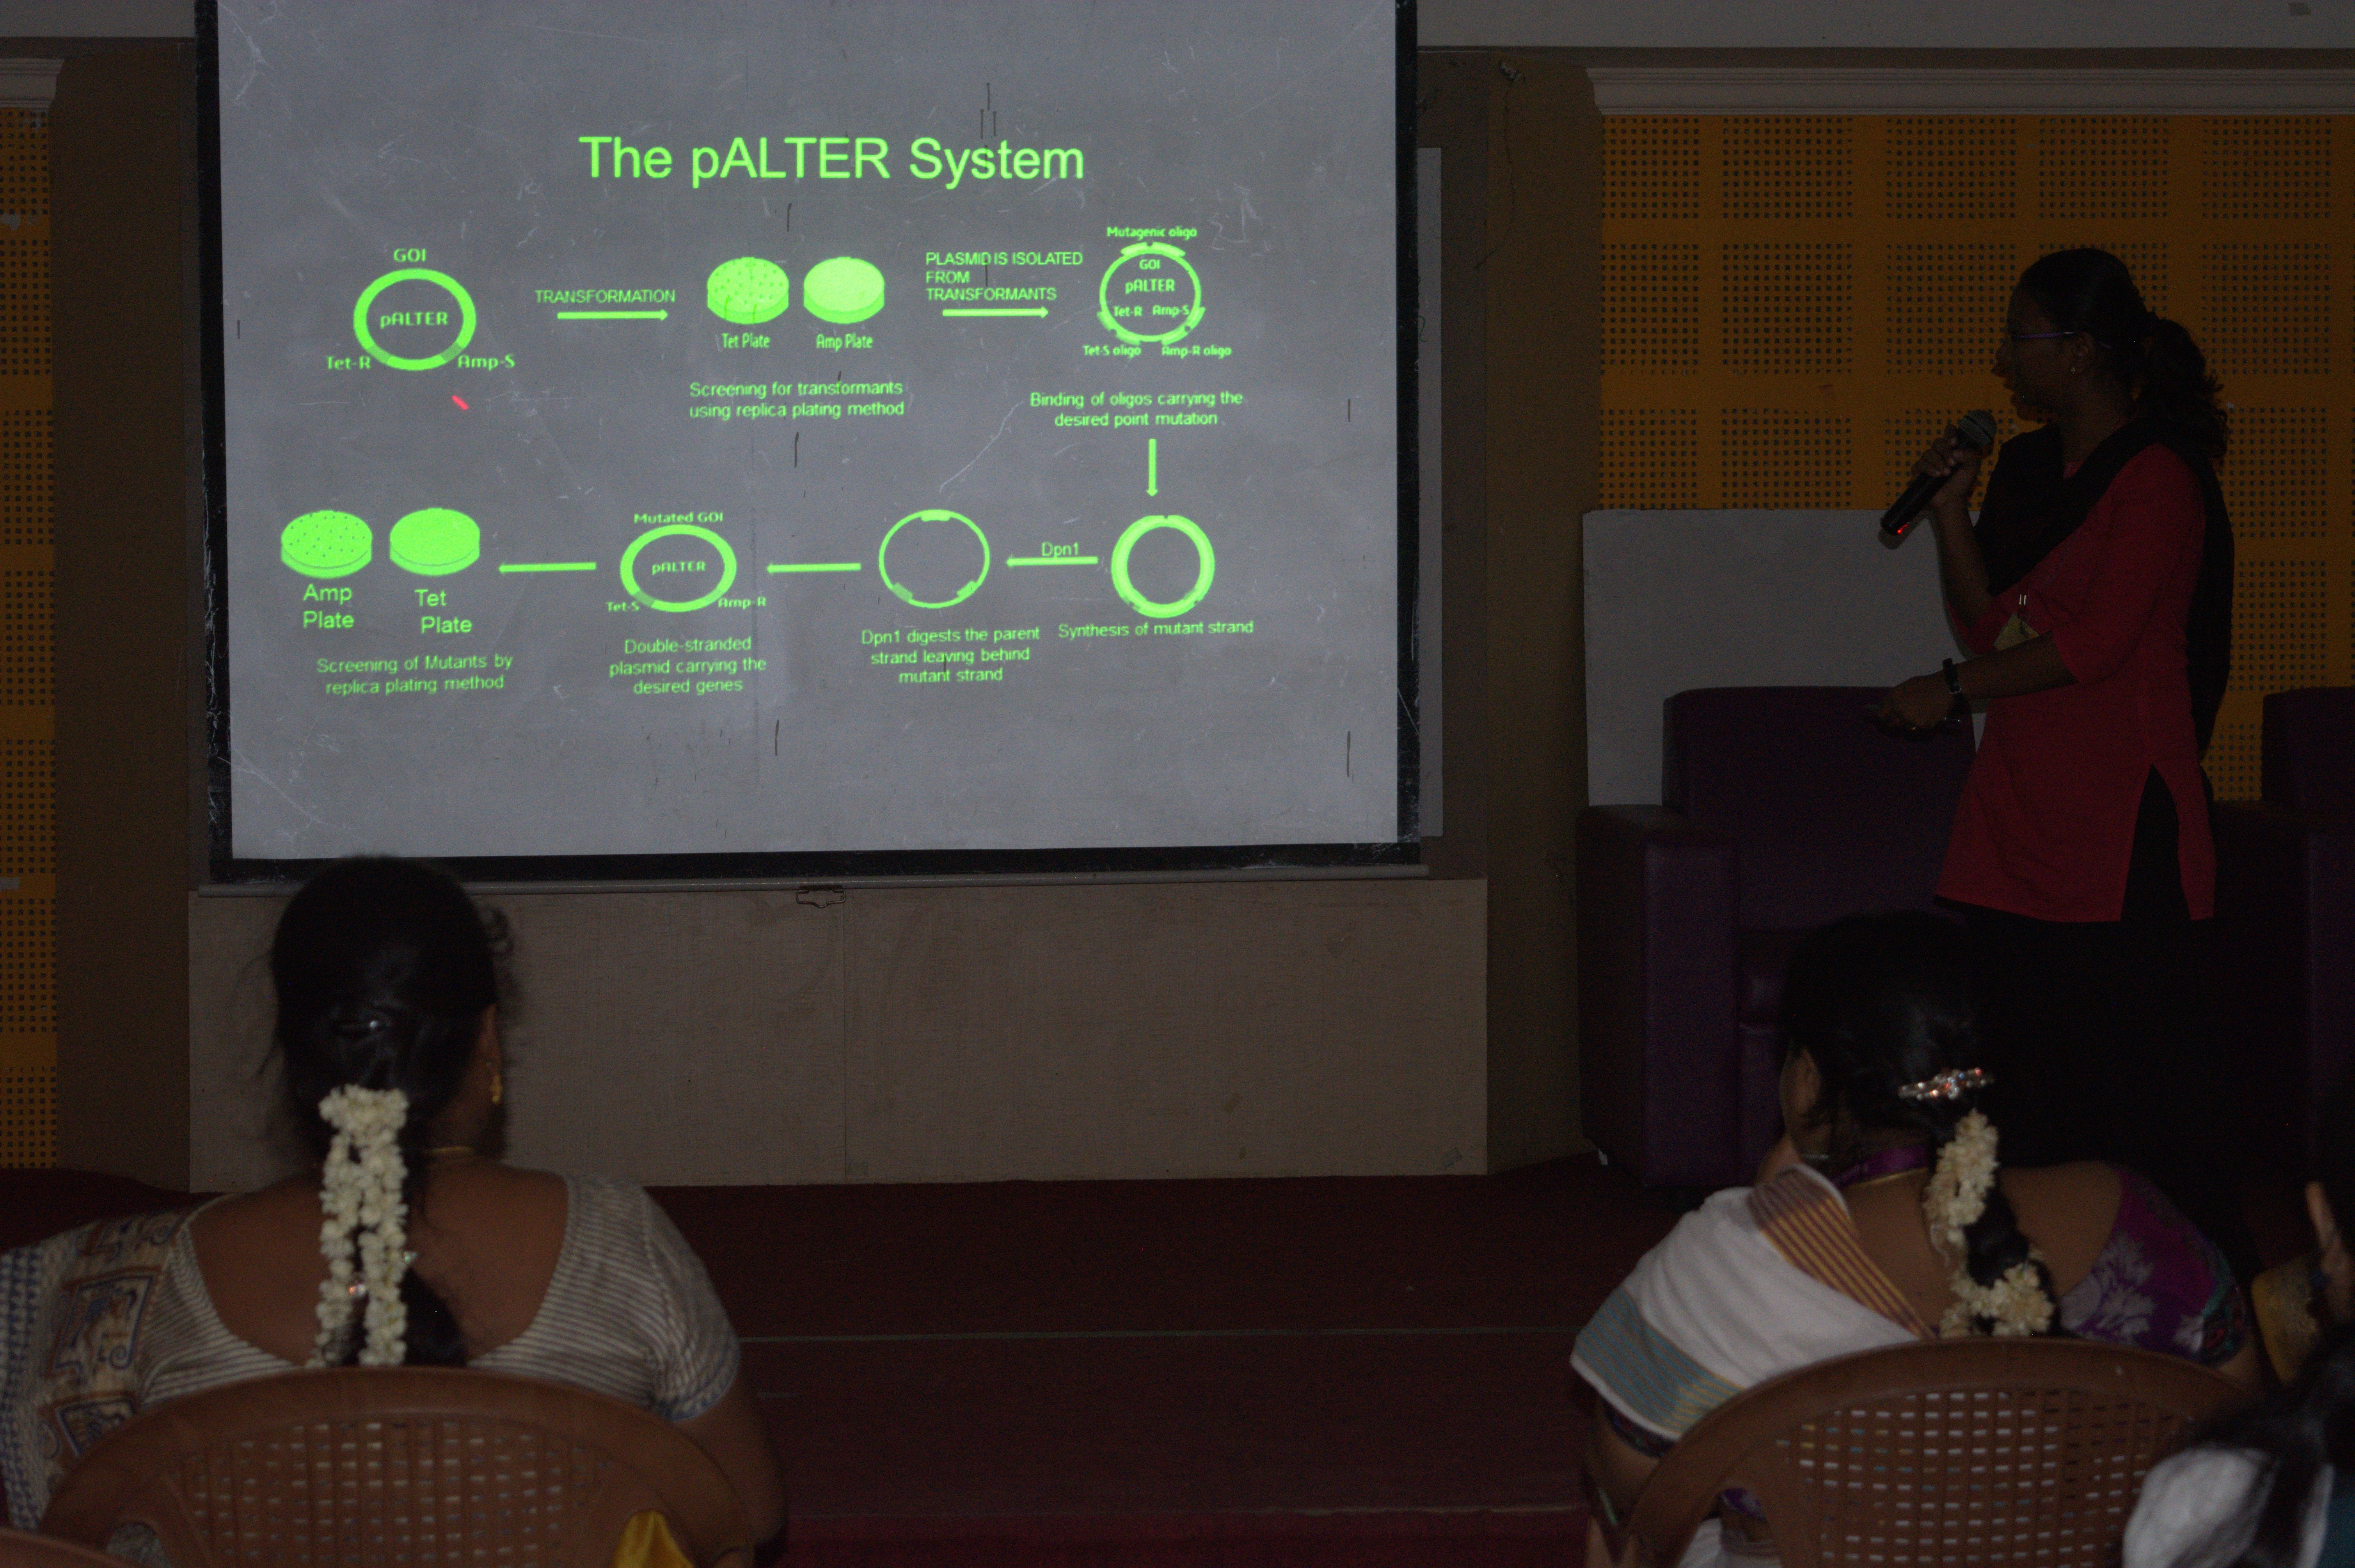 The pALTER System
GOI
pALTER
Tet-R
Amp-S
TRANSFORMATION
Tet Plate
Amp Plate
Screening for transformants
using replica plating method
PLASMID IS ISOLATED
FROM
TRANSFORMANTS
Mutagenic oligo
GOI
pALTER
Tet-R
Amp-S
Tet-S oligo
Amp-R oligo
Binding of oligos carrying the
desired point mutation
Synthesis of mutant strand
Dpn1
Dpn1 digests the parent
strand leaving behind
mutant strand
Mutated GOI
pALTER
Tet-S
Amp-R
Double-stranded
plasmid carrying the
desired genes
Amp
Plate
Tet
Plate
Screening of Mutants by
replica plating method